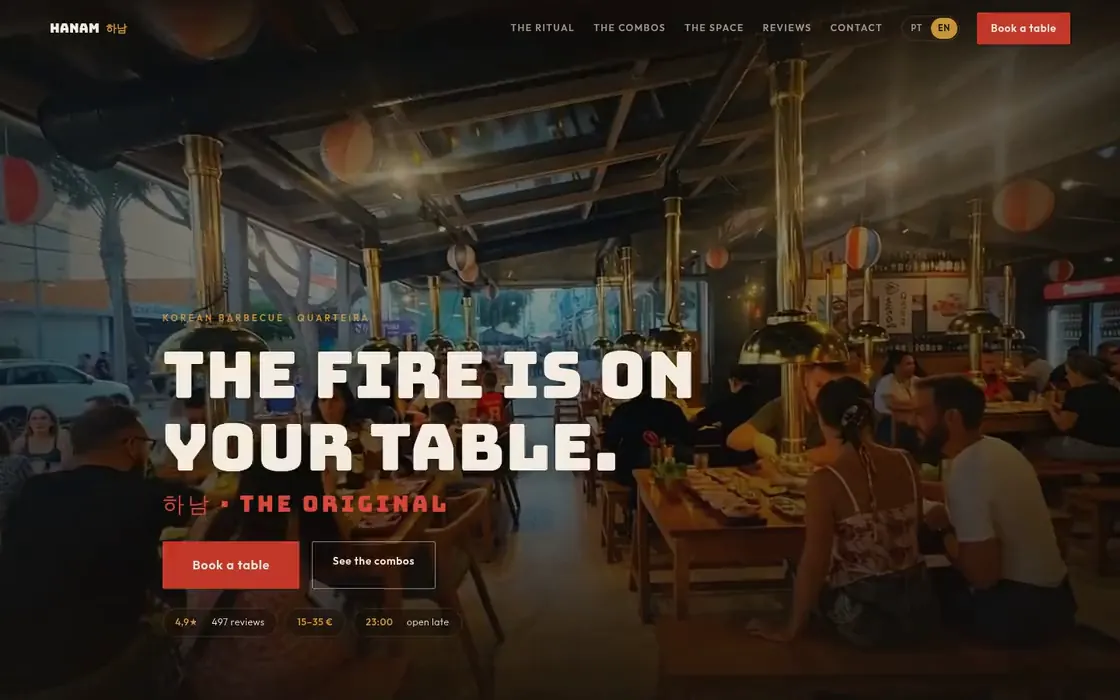 HANAM 하남
THE RITUAL THE COMBOS THE SPACE REVIEWS CONTACT PT EN Book a table
KOREAN BARBECUE · QUARTEIRA
THE FIRE IS ON
YOUR TABLE.
하남 · THE ORIGINAL
Book a table See the combos
4,9★ 497 reviews 15–35 € 23:00 open late